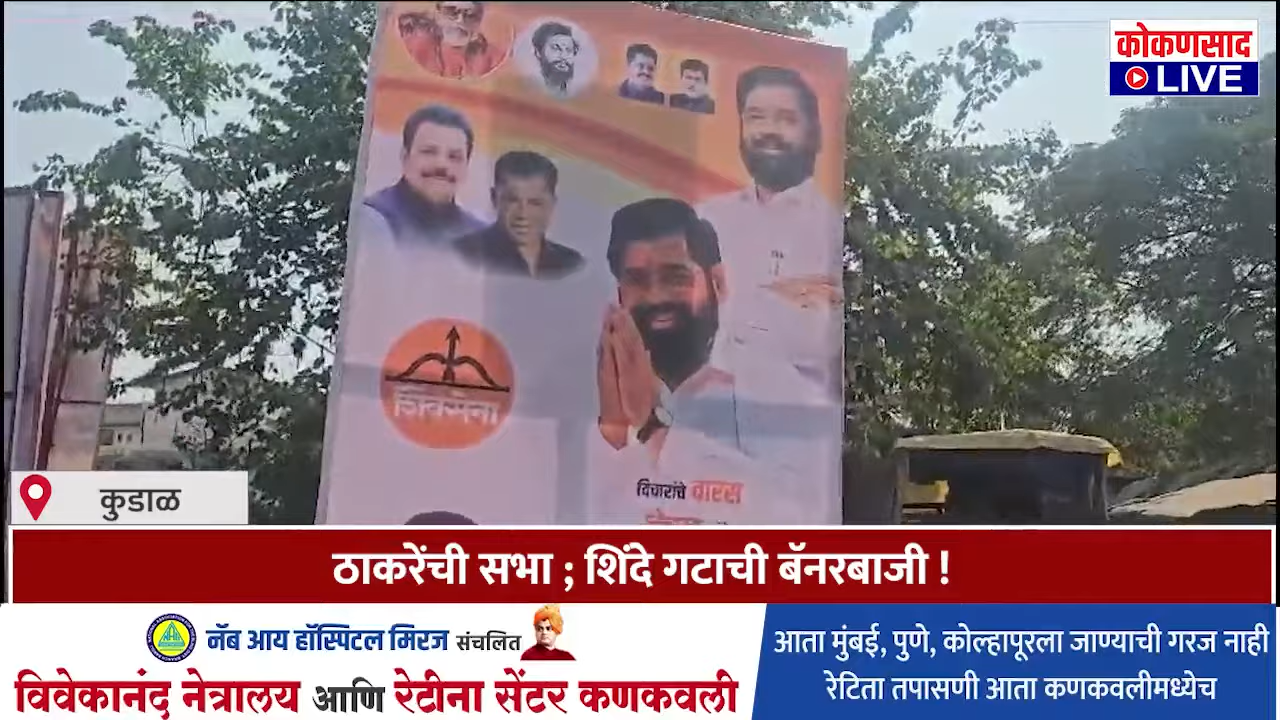 कोकणसाद
LIVE
शिवसेना
विचारांचे वारस
कुडाळ
ठाकरेंची सभा ; शिंदे गटाची बॅनरबाजी !
नॅब आय हॉस्पिटल मिरज संचलित
विवेकानंद नेत्रालय आणि रेटीना सेंटर कणकवली
आता मुंबई, पुणे, कोल्हापूरला जाण्याची गरज नाही
रेटिता तपासणी आता कणकवलीमध्येच